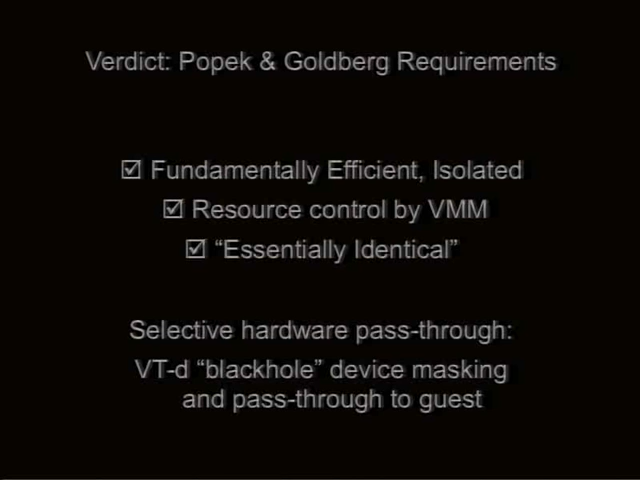 Verdict: Popek & Goldberg Requirements
☑ Fundamentally Efficient, Isolated
☑ Resource control by VMM
☑ “Essentially Identical”
Selective hardware pass-through:
VT-d “blackhole” device masking
and pass-through to guest